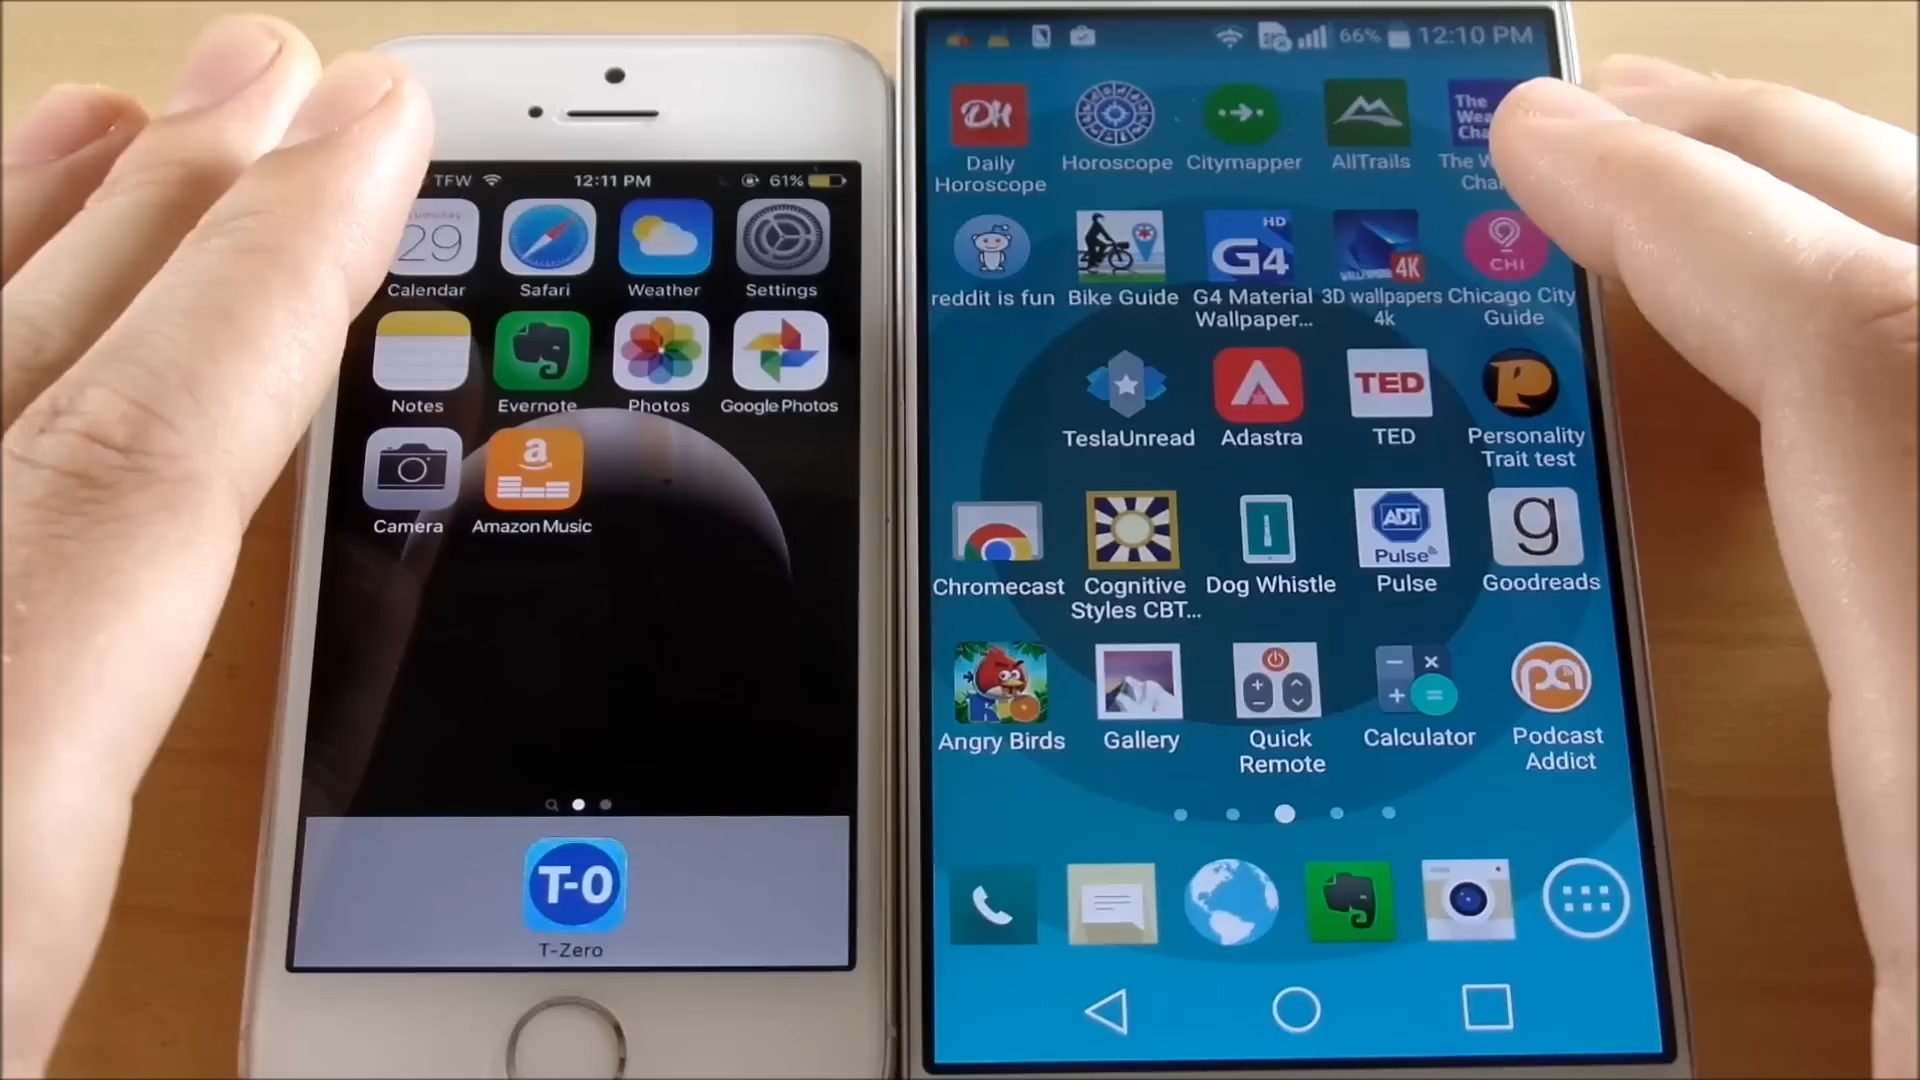 TFW
12:11 PM
61%
29
Calendar
Safari
Weather
Settings
Notes
Evernote
Photos
Google Photos
a
Camera
Amazon Music
T-0
T-Zero
66%
12:10 PM
DH
Daily
Horoscope
Horoscope
Citymapper
AllTrails
The
reddit is fun
Bike Guide
HD
G4
G4 Material
Wallpaper...
4K
3D wallpapers
4k
CHI
Chicago City
Guide
TeslaUnread
Adastra
TED
TED
P
Personality
Trait test
Chromecast
Cognitive
Styles CBT...
Dog Whistle
ADT
Pulse
Pulse
g
Goodreads
Angry Birds
Gallery
Quick
Remote
Calculator
Podcast
Addict